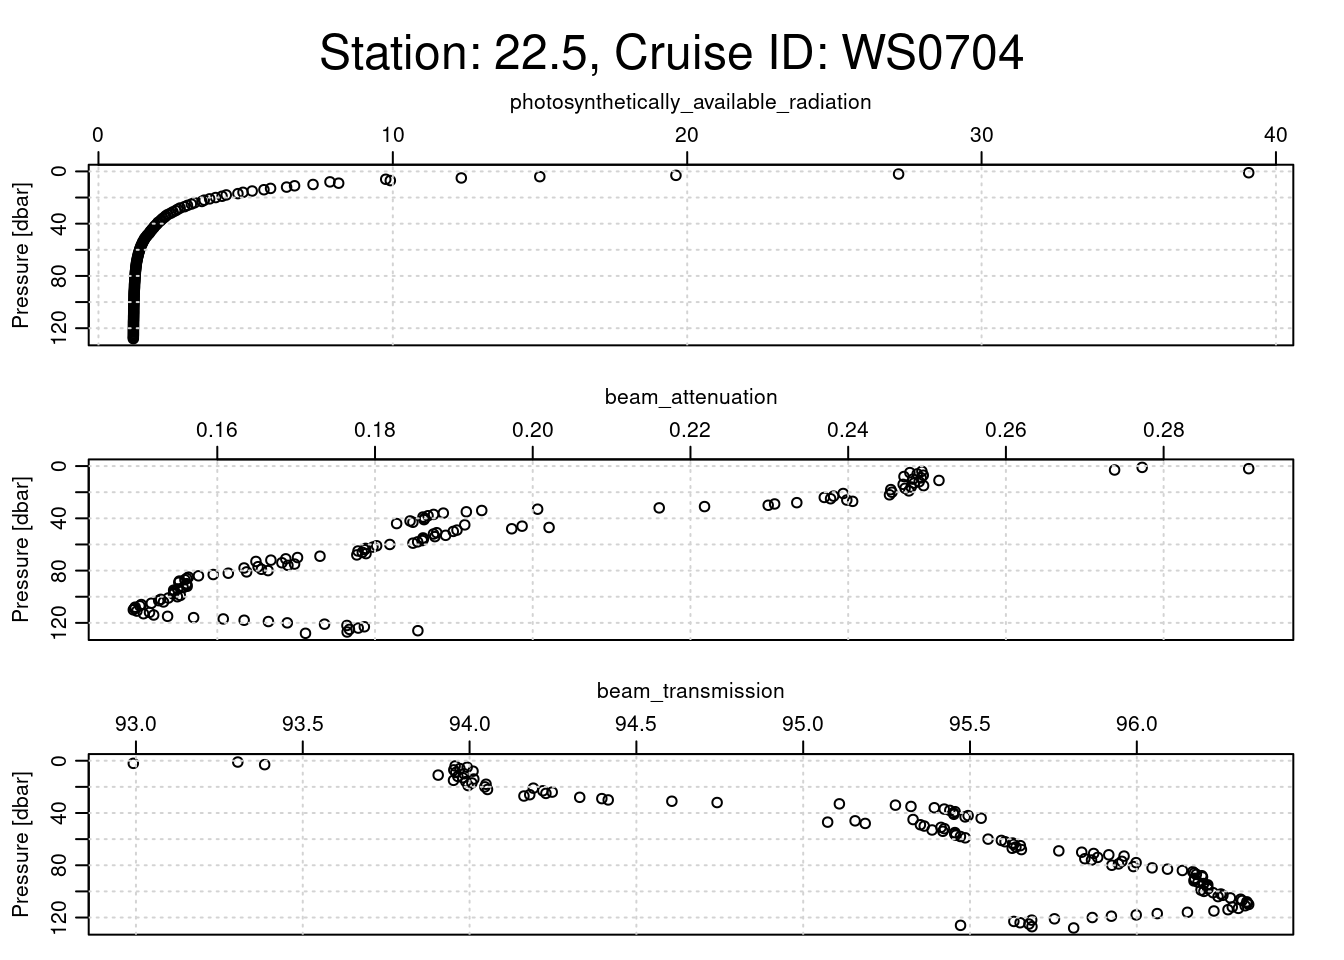 Station: 22.5, Cruise ID: WS0704
photosynthetically_available_radiation
0 10 20 30 40
Pressure [dbar]
0 40 80 120
beam_attenuation
0.16 0.18 0.20 0.22 0.24 0.26 0.28
Pressure [dbar]
0 40 80 120
beam_transmission
93.0 93.5 94.0 94.5 95.0 95.5 96.0
Pressure [dbar]
0 40 80 120